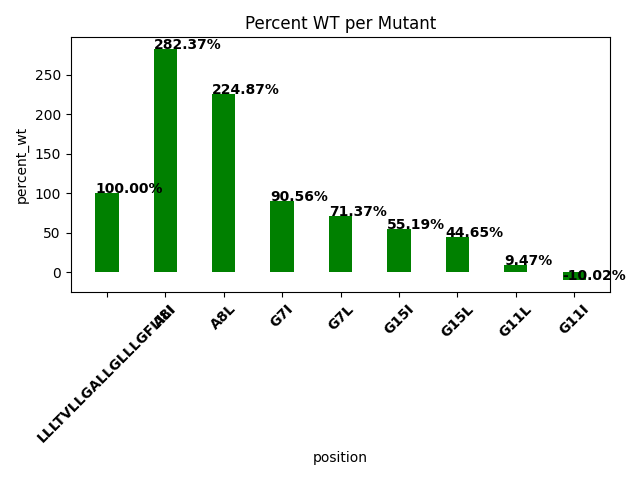 Percent WT per Mutant
percent_wt
250
200
150
100
50
0
100.00%
282.37%
224.87%
90.56%
71.37%
55.19%
44.65%
9.47%
-10.02%
A8I
A8L
G7I
G7L
G15I
G15L
G11L
G11I
position